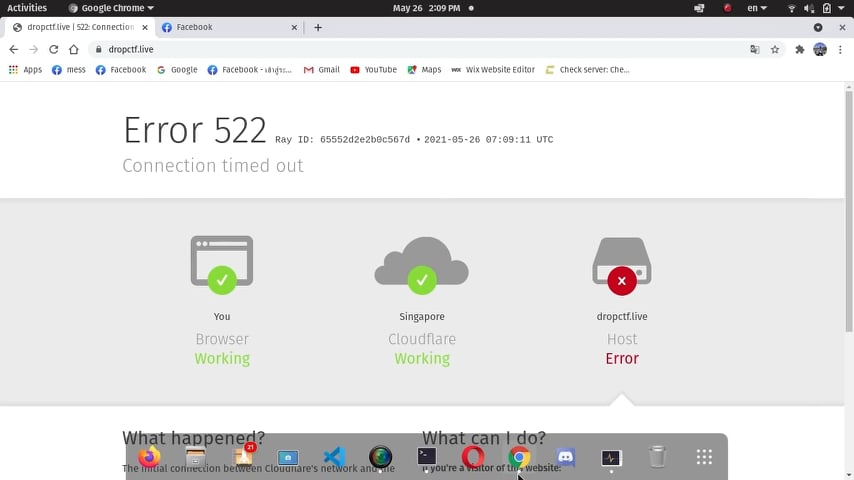 Activities Google Chrome May 26 2:09 PM en
dropctf.live | 522: Connection Facebook
dropctf.live
Apps mess Facebook Google Facebook - เข้าสู่ระ... Gmail YouTube Maps WIX Wix Website Editor Check server: Che...
Error 522 Ray ID: 65552d2e2b0c567d • 2021-05-26 07:09:11 UTC
Connection timed out
You Singapore dropctf.live
Browser Cloudflare Host
Working Working Error
What happened? What can I do?
21
The initial connection between Cloudflare's network and the If you're a visitor of this website: